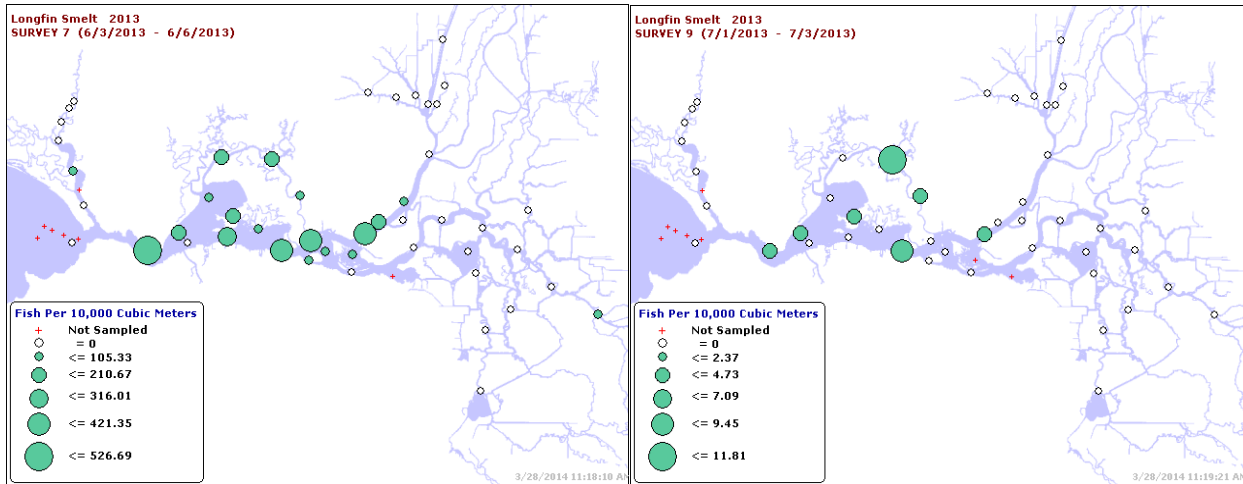 Longfin Smelt 2013
SURVEY 7 (6/3/2013 - 6/6/2013)
Fish Per 10,000 Cubic Meters
Not Sampled
= 0
<= 105.33
<= 210.67
<= 316.01
<= 421.35
<= 526.69
3/28/2014 11:18:10 AM
Longfin Smelt 2013
SURVEY 9 (7/1/2013 - 7/3/2013)
Fish Per 10,000 Cubic Meters
Not Sampled
= 0
<= 2.37
<= 4.73
<= 7.09
<= 9.45
<= 11.81
3/28/2014 11:19:21 AM